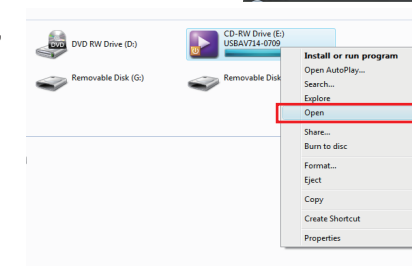 DVD RW Drive (D:)
CD-RW Drive (E:)
USBAV714-0709
Removable Disk (G:)
Removable Disk
Install or run program
Open AutoPlay...
Search...
Explore
Open
Share...
Burn to disc
Format...
Eject
Copy
Create Shortcut
Properties